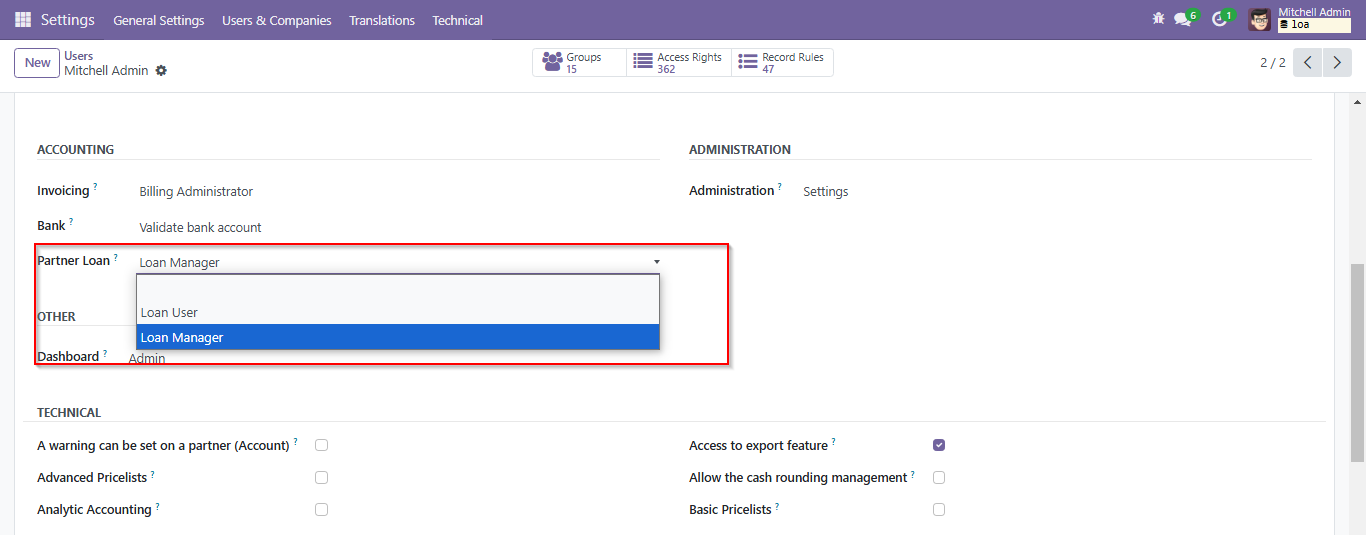 Settings General Settings Users & Companies Translations Technical 6 1 Mitchell Admin
loa
New Users Groups Access Rights Record Rules
Mitchell Admin 15 362 47 2 / 2
ACCOUNTING ADMINISTRATION
Invoicing ? Billing Administrator Administration ? Settings
Bank ? Validate bank account
Partner Loan ? Loan Manager
Loan User
OTHER
Loan Manager
Dashboard ? Admin
TECHNICAL
A warning can be set on a partner (Account) ? Access to export feature ?
Advanced Pricelists ? Allow the cash rounding management ?
Analytic Accounting ? Basic Pricelists ?